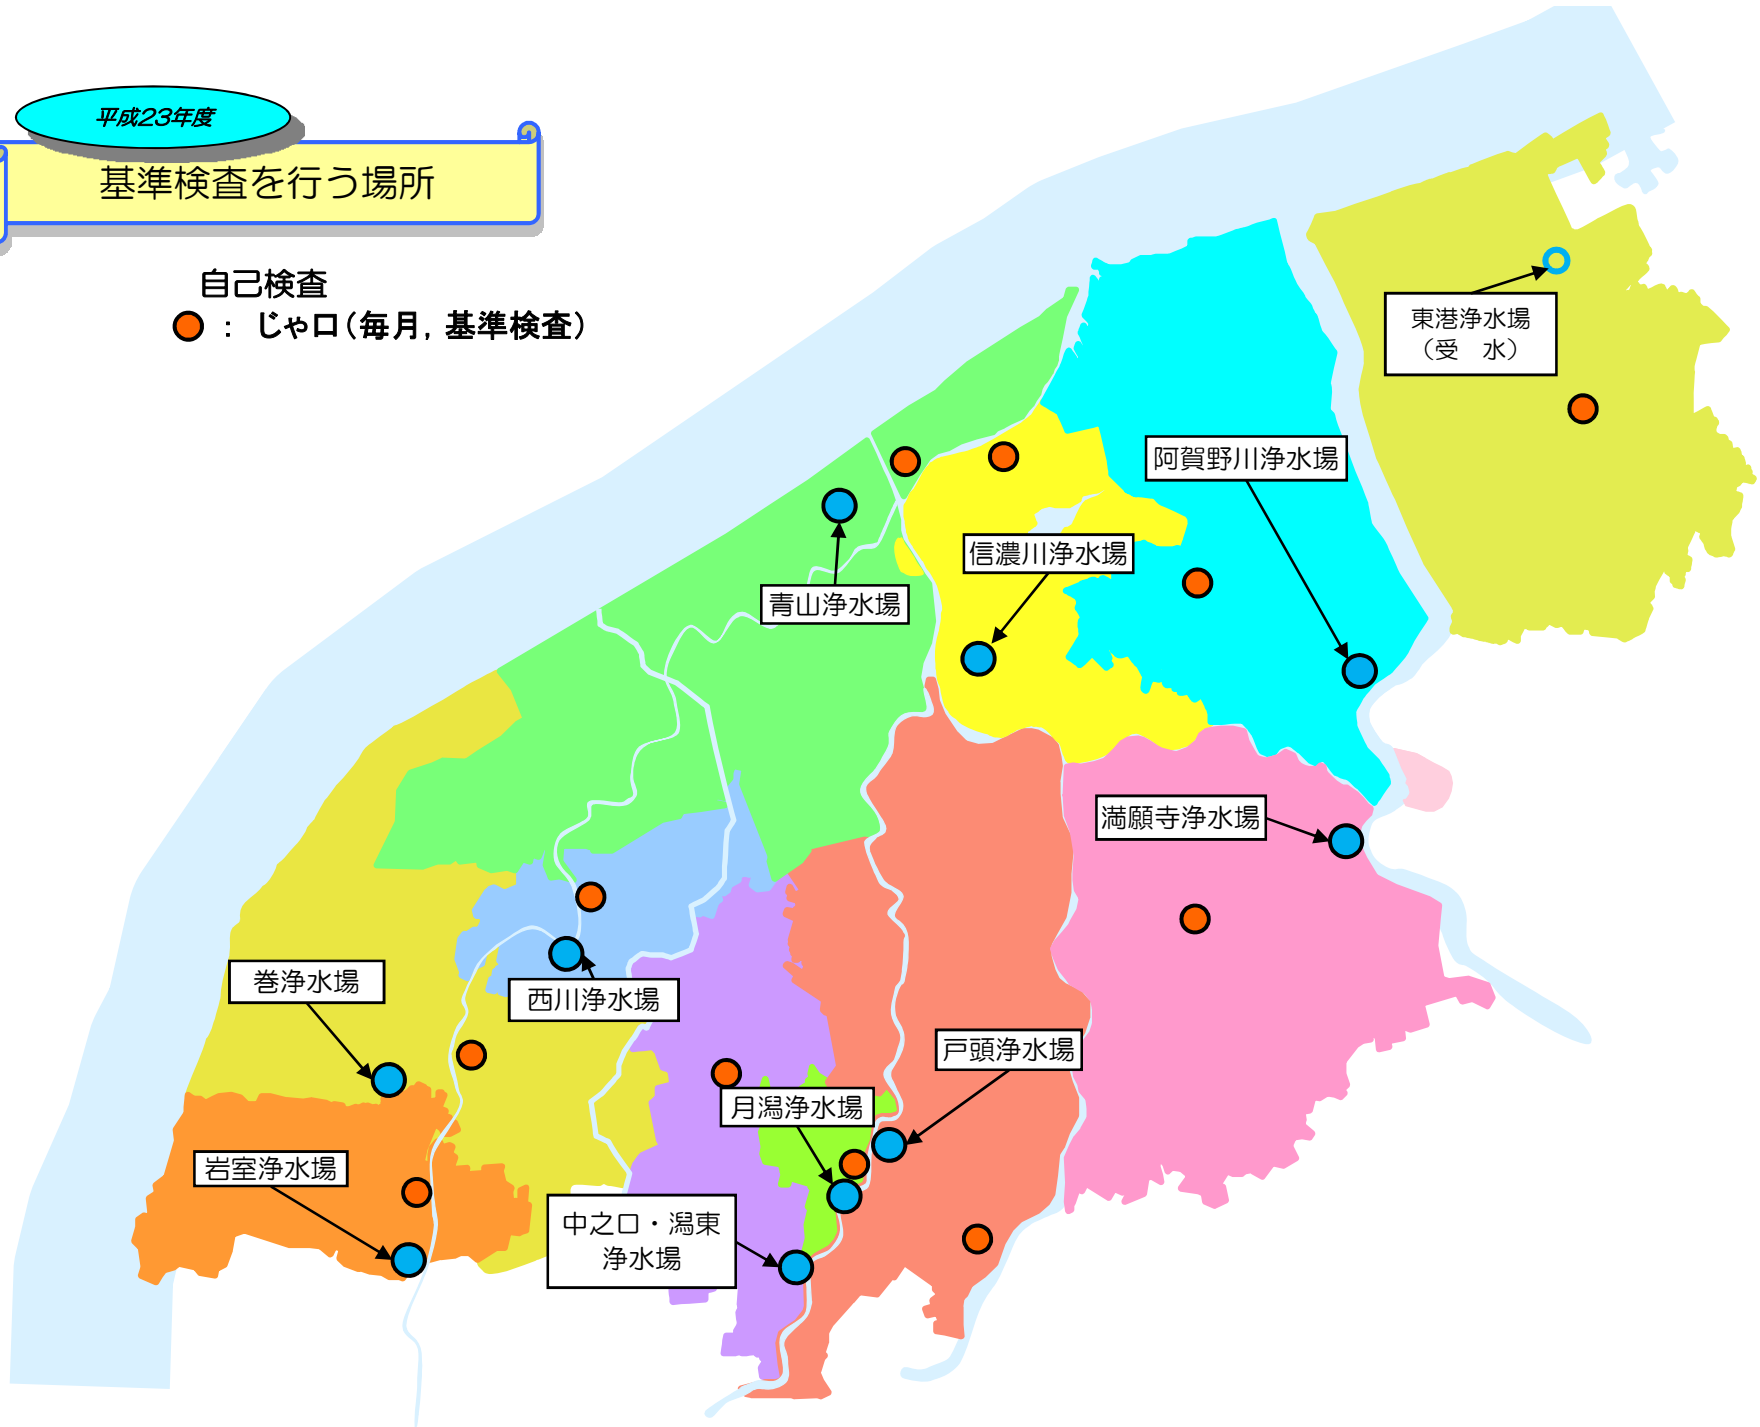 平成23年度
基準検査を行う場所
自己検査
： じゃ口（毎月，基準検査）
東港浄水場
（受　水）
阿賀野川浄水場
信濃川浄水場
青山浄水場
満願寺浄水場
巻浄水場
西川浄水場
戸頭浄水場
月潟浄水場
岩室浄水場
中之口・潟東
浄水場